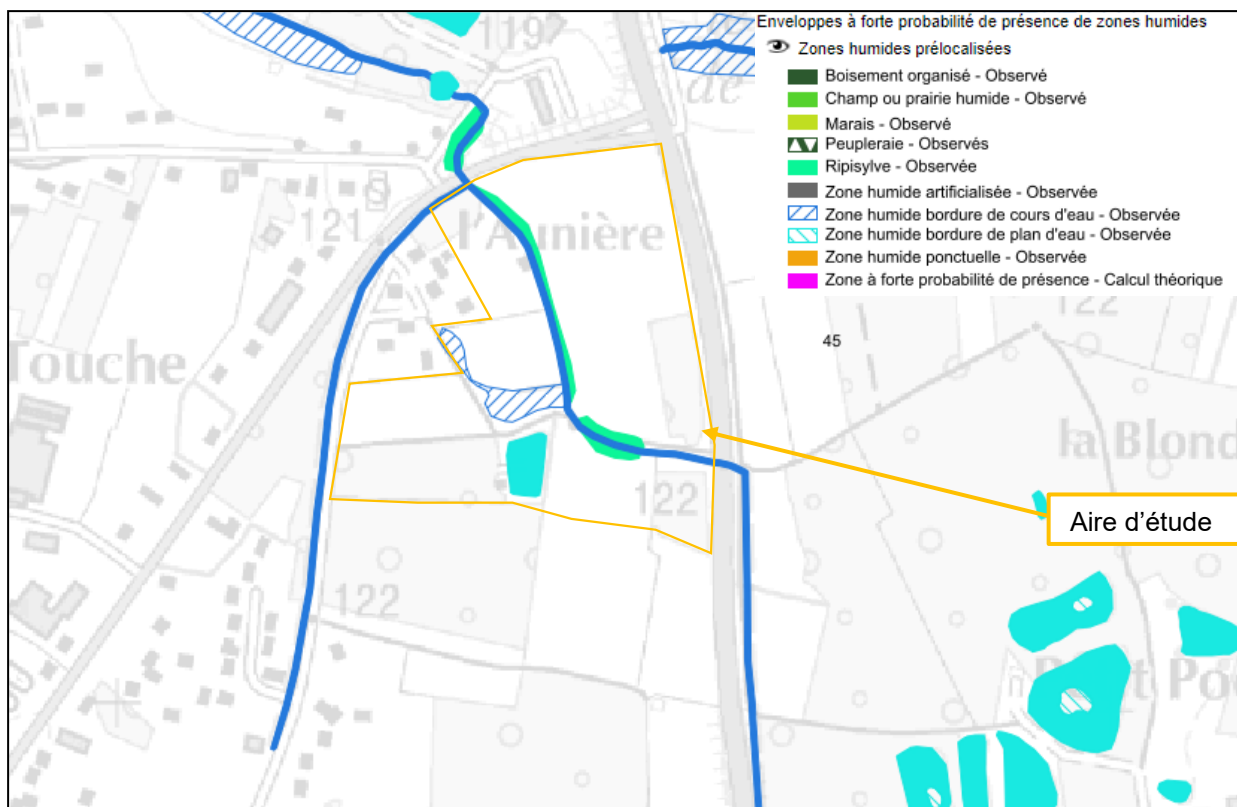 Enveloppes à forte probabilité de présence de zones humides
Zones humides prélocalisées
Boisement organisé - Observé
Champ ou prairie humide - Observé
Marais - Observé
Peupleraie - Observés
Ripisylve - Observée
Zone humide artificialisée - Observée
Zone humide bordure de cours d'eau - Observée
Zone humide bordure de plan d'eau - Observée
Zone humide ponctuelle - Observée
Zone à forte probabilité de présence - Calcul théorique
119
de
121
l'Aunière
122
45
Touche
la Blond
122
Aire d'étude
122